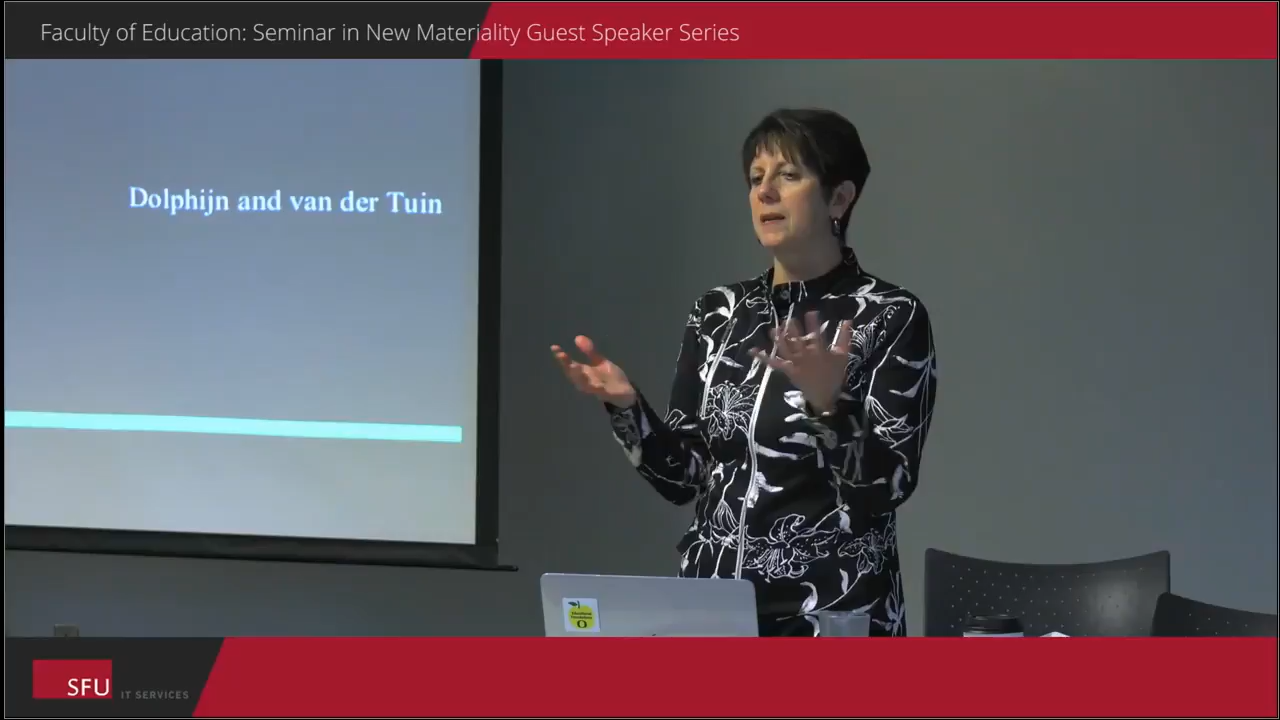 Faculty of Education: Seminar in New Materiality Guest Speaker Series
Dolphijn and van der Tuin
SFU
IT SERVICES